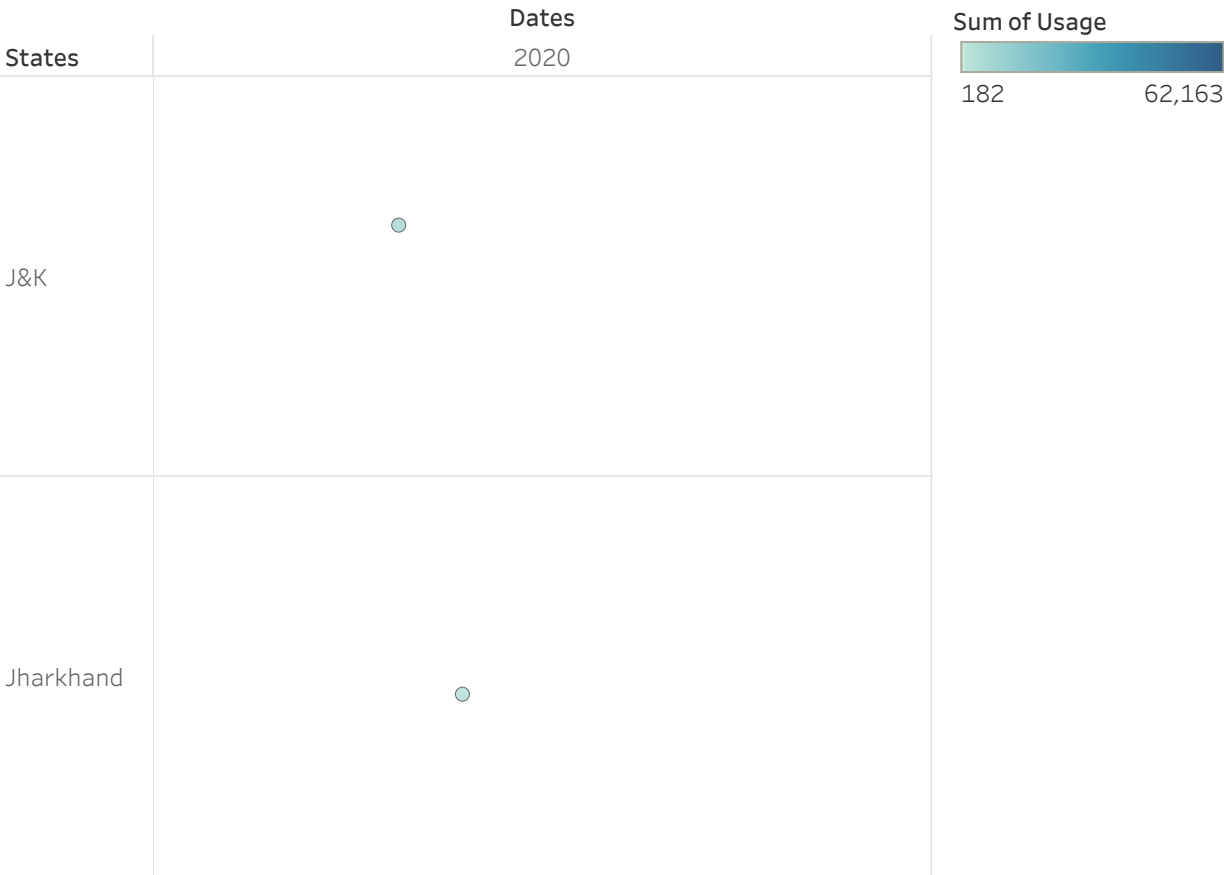 Dates
States
2020
J&K
Jharkhand
Sum of Usage
182
62,163